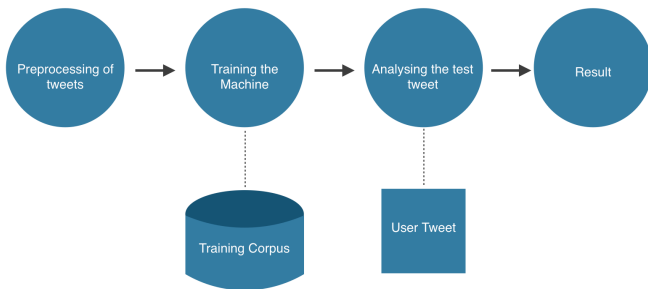 Preprocessing of
tweets
Training the
Machine
Analysing the test
tweet
Result
Training Corpus
User Tweet